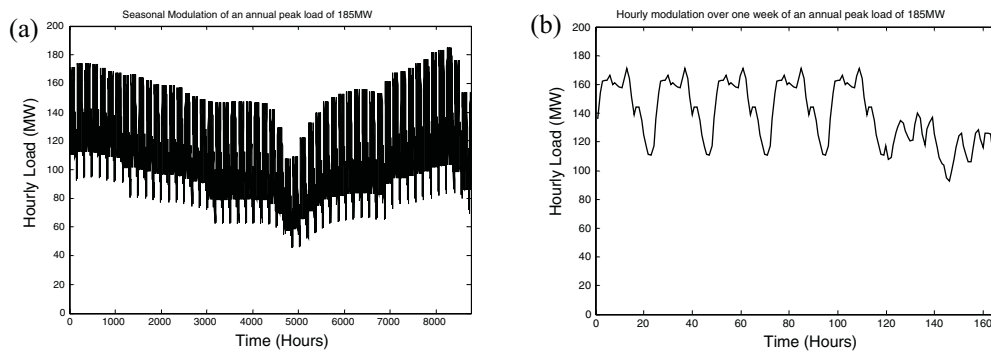 (a)
Seasonal Modulation of an annual peak load of 185MW
Hourly Load (MW)
200
180
160
140
120
100
80
60
40
20
0
0 1000 2000 3000 4000 5000 6000 7000 8000
Time (Hours)
(b)
Hourly modulation over one week of an annual peak load of 185MW
Hourly Load (MW)
200
180
160
140
120
100
80
60
40
20
0
0 20 40 60 80 100 120 140 160
Time (Hours)